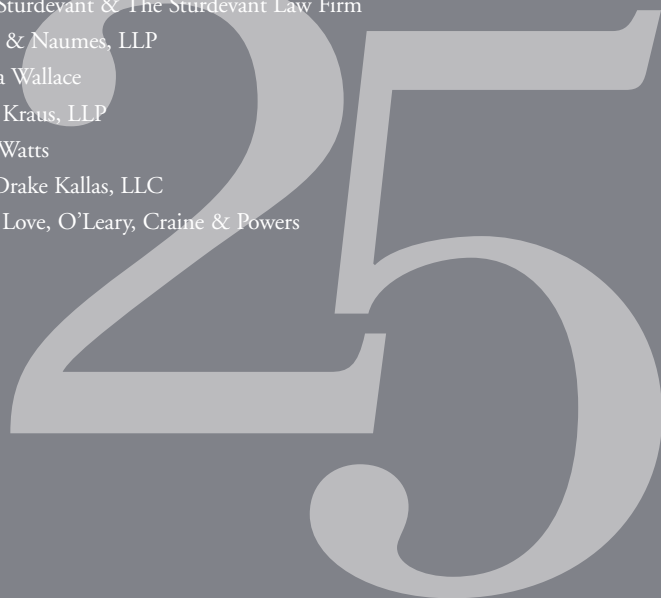 Sturdevant & The Sturdevant Law Firm
& Naumes, LLP
Wallace
Kraus, LLP
Watts
Drake Kallas, LLC
Love, O’Leary, Craine & Powers
25